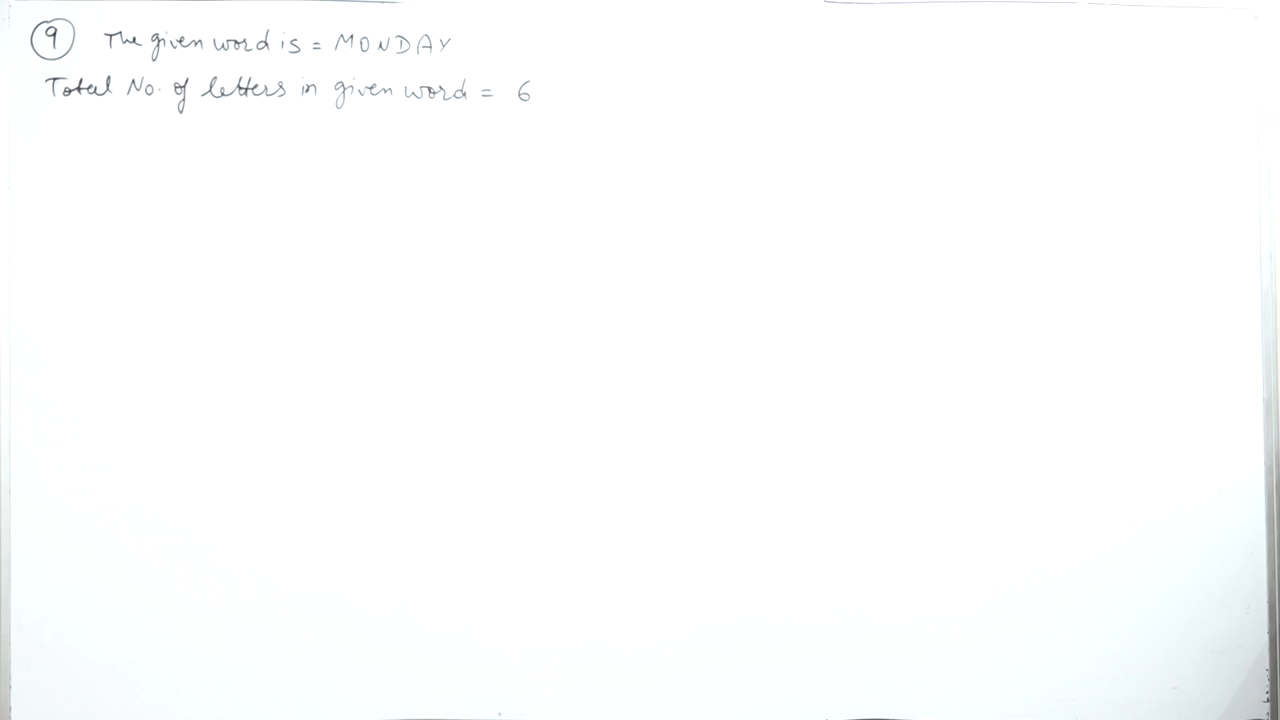 9 The given word is = MONDAY
Total No. of letters in given word = 6